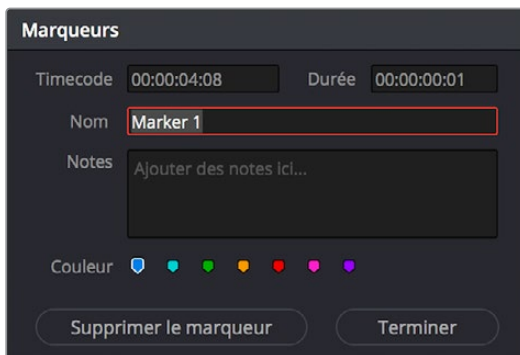 Marqueurs
Timecode 00:00:04:08 Durée 00:00:00:01
Nom Marker 1
Notes Ajouter des notes ici...
Couleur
Supprimer le marqueur Terminer